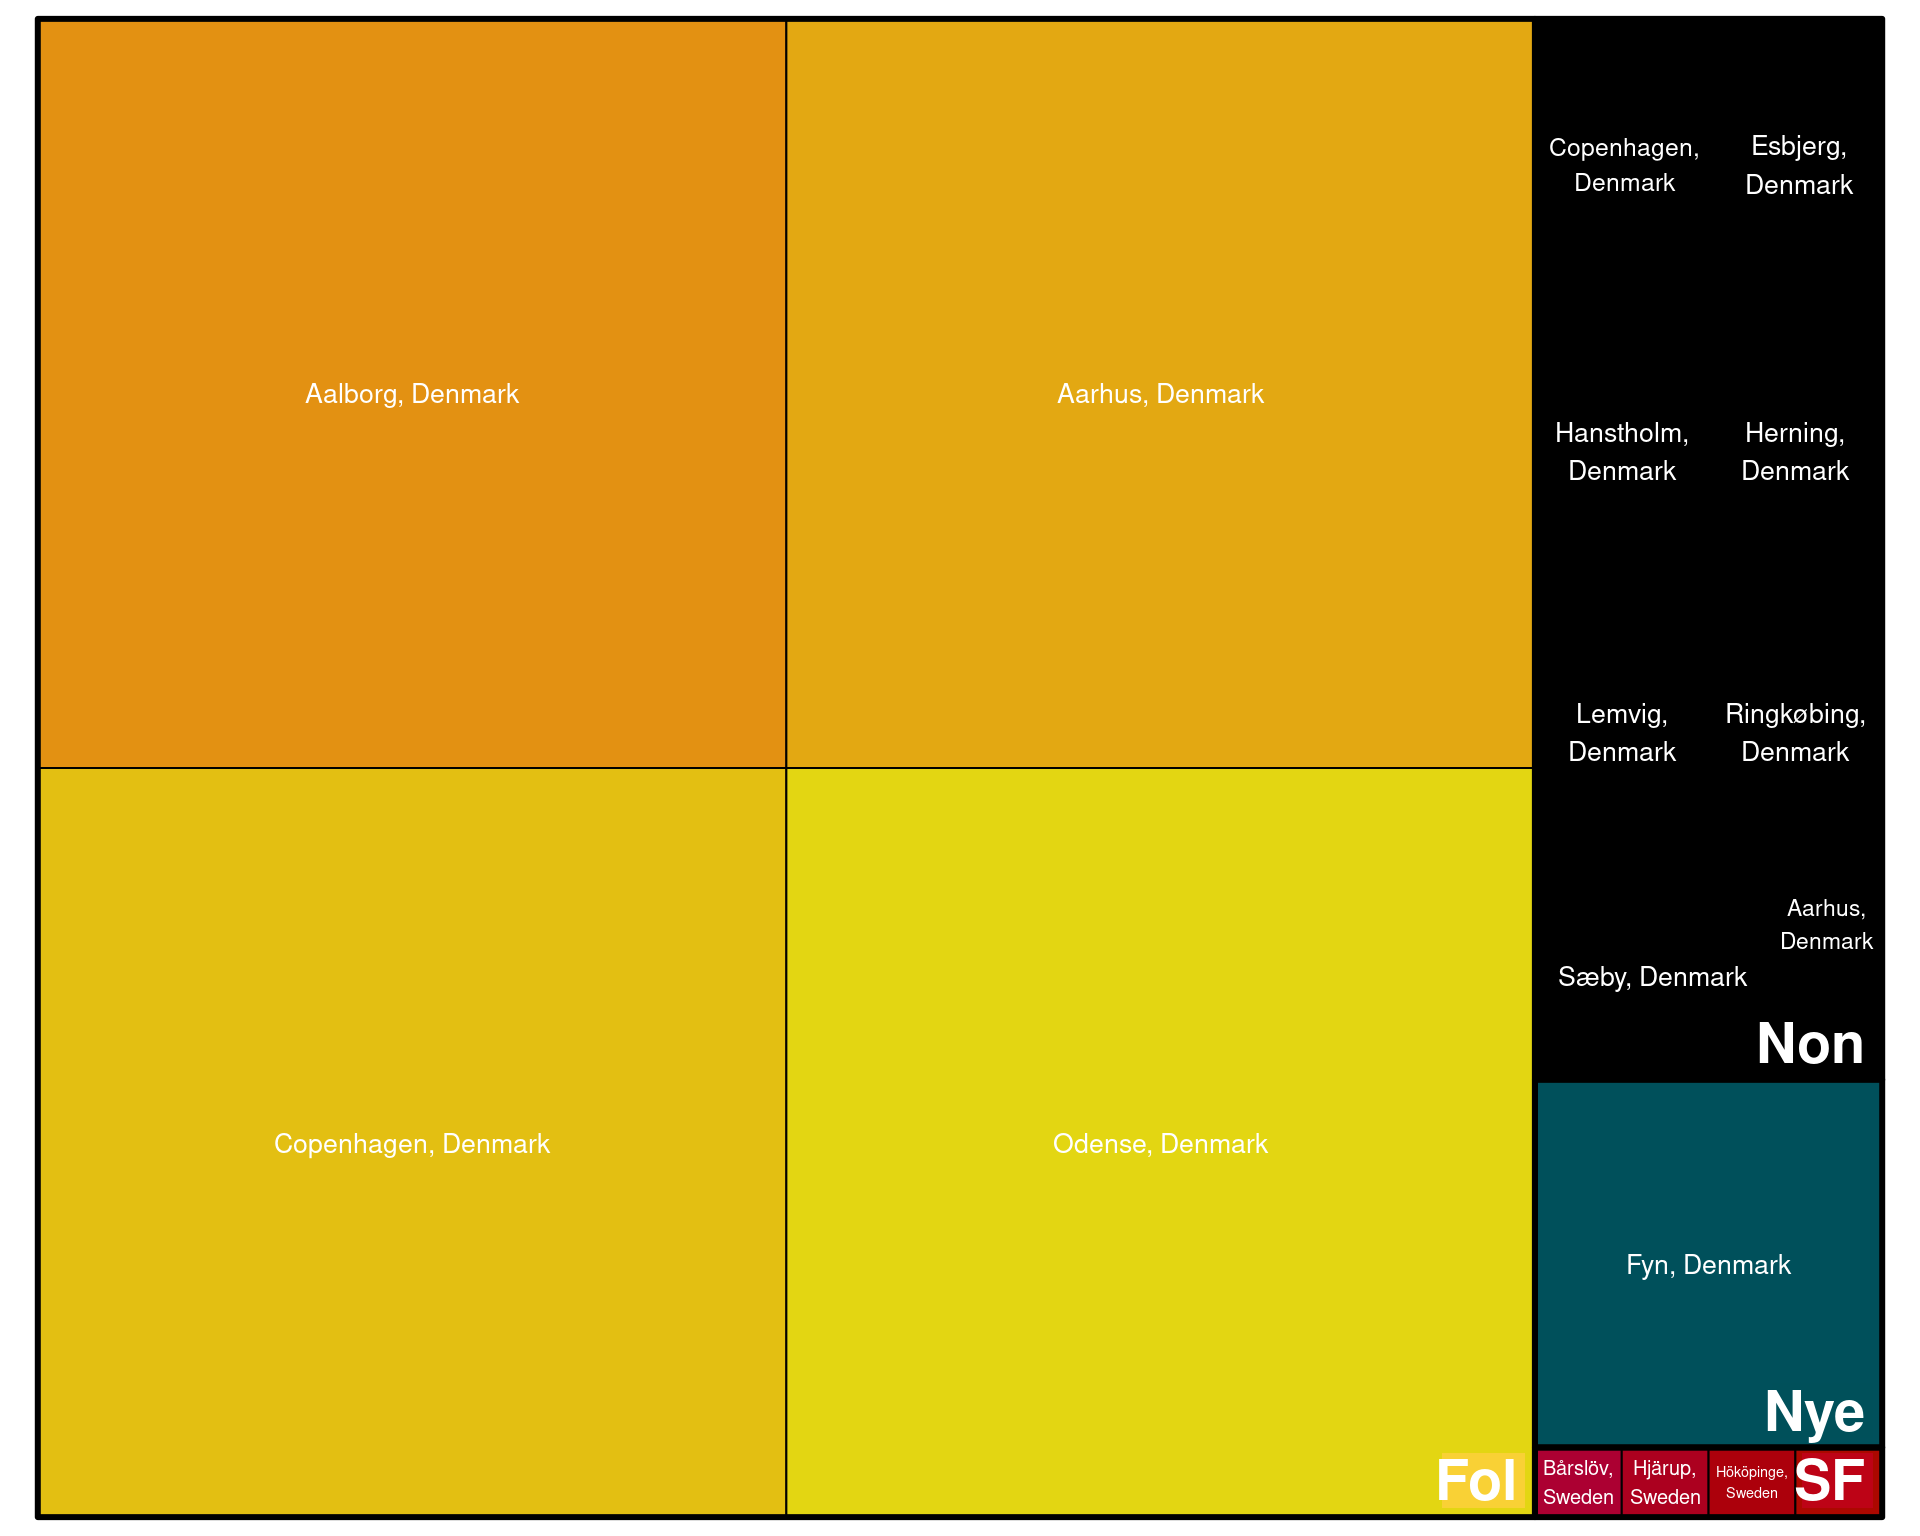 Aalborg, Denmark
Aarhus, Denmark
Copenhagen, Denmark
Odense, Denmark
Fol
Copenhagen,
Denmark
Esbjerg,
Denmark
Hanstholm,
Denmark
Herning,
Denmark
Lemvig,
Denmark
Ringkøbing,
Denmark
Aarhus,
Denmark
Sæby, Denmark
Non
Fyn, Denmark
Nye
Bårslöv,
Sweden
Hjärup,
Sweden
Hököpinge,
Sweden
SF